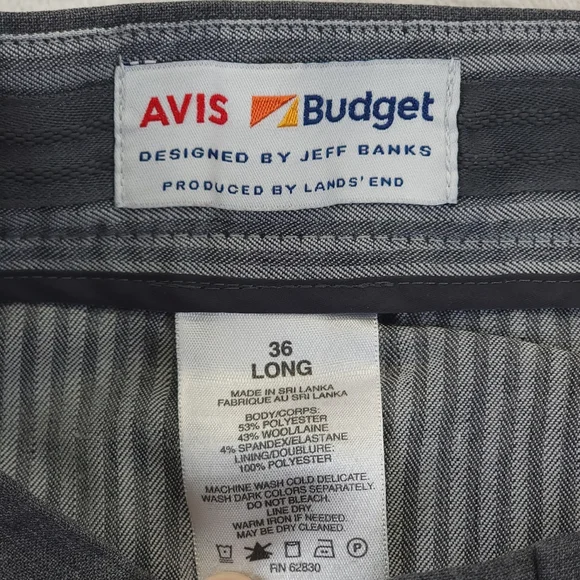 AVIS Budget
DESIGNED BY JEFF BANKS
PRODUCED BY LANDS' END
36
LONG
MADE IN SRI LANKA
FABRIQUE AU SRI LANKA
BODY/CORPS:
53% POLYESTER
43% WOOL/LAINE
4% SPANDEX/ELASTANE
LINING/DOUBLURE:
100% POLYESTER
MACHINE WASH COLD DELICATE.
WASH DARK COLORS SEPARATELY.
DO NOT BLEACH.
LINE DRY.
WARM IRON IF NEEDED.
MAY BE DRY CLEANED.
RN 62830